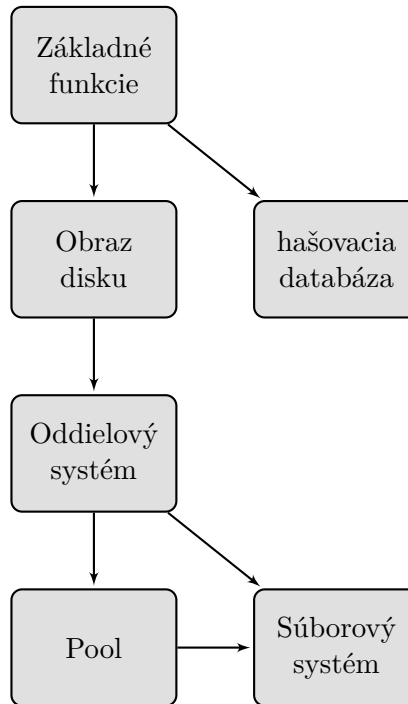 Základné
funkcie
Obraz
disku
hašovacia
databáza
Oddielový
systém
Pool
Súborový
systém